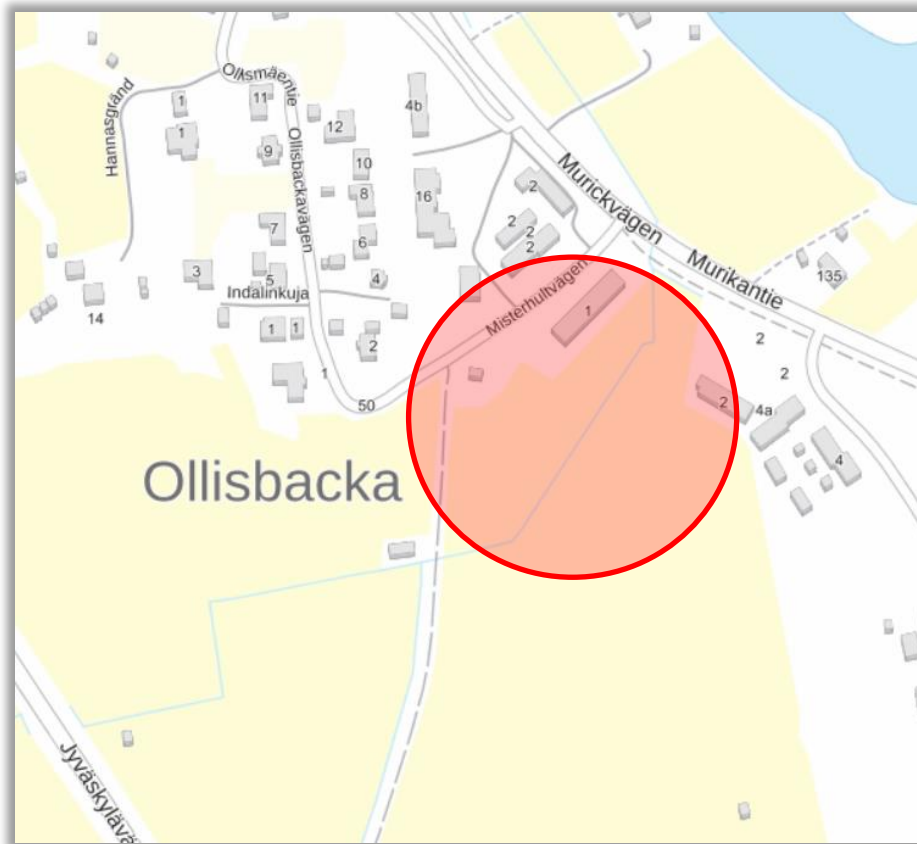 Hannasgränd
1
1
11
Ollsmäentie
9
Ollisbackavägen
12
10
8
6
4
4b
16
7
3
5
Indalinkuja
14
1
1
1
2
50
2
2
2
2
Murickvägen
Murikantie
Misterhultvägen
1
135
2
2
2
4a
4
Ollisbacka
Jyväskylävä